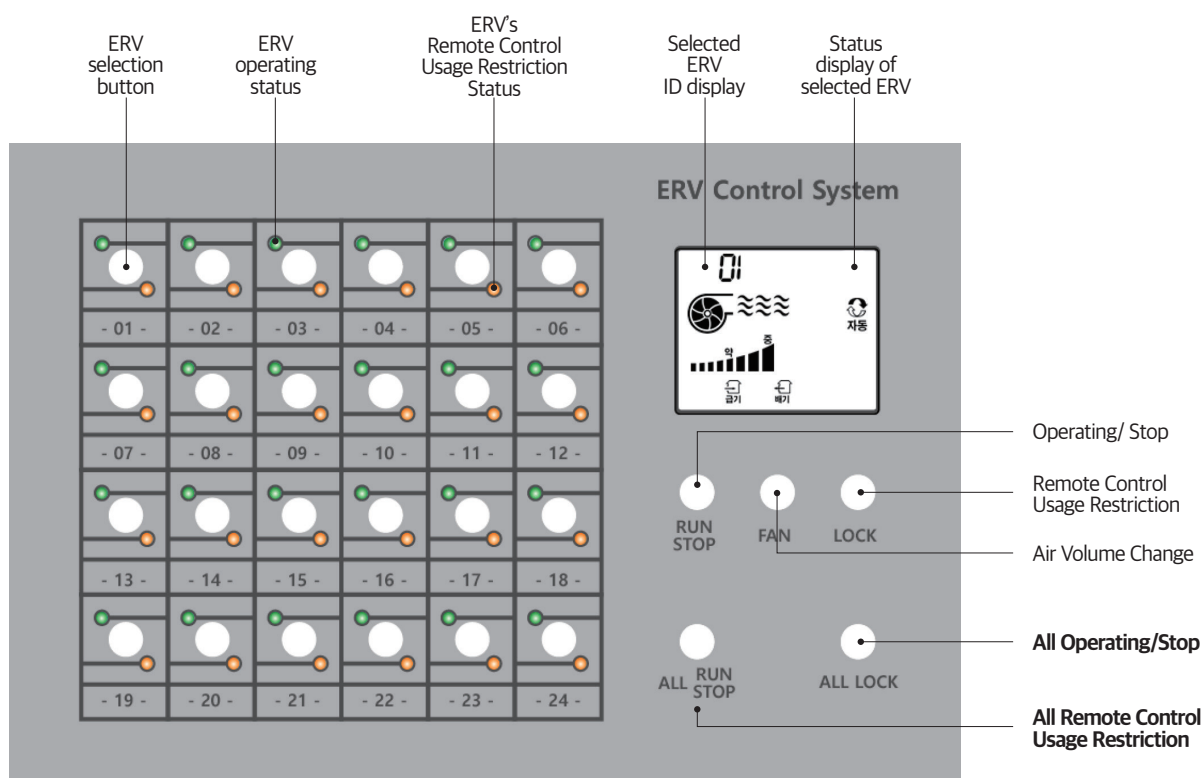 ERV
selection
button
ERV
operating
status
ERV's
Remote Control
Usage Restriction
Status
Selected
ERV
ID display
Status
display of
selected ERV
ERV Control System
01
자동
약
중
급기
배기
- 01 -
- 02 -
- 03 -
- 04 -
- 05 -
- 06 -
- 07 -
- 08 -
- 09 -
- 10 -
- 11 -
- 12 -
- 13 -
- 14 -
- 15 -
- 16 -
- 17 -
- 18 -
- 19 -
- 20 -
- 21 -
- 22 -
- 23 -
- 24 -
RUN
STOP
FAN
LOCK
ALL RUN
STOP
ALL LOCK
Operating/ Stop
Remote Control
Usage Restriction
Air Volume Change
All Operating/Stop
All Remote Control
Usage Restriction